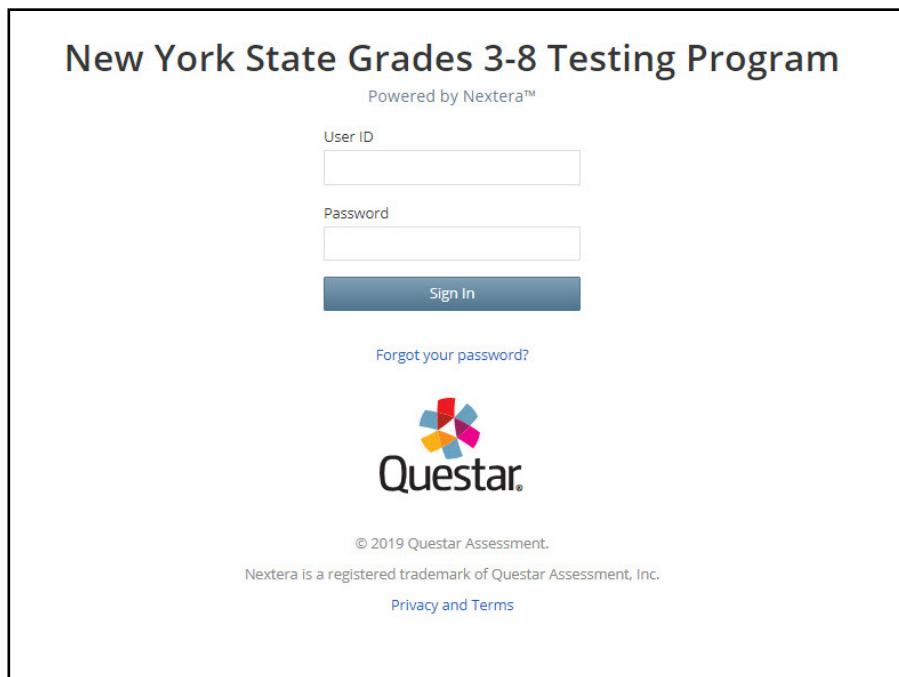 New York State Grades 3-8 Testing Program
Powered by Nextera™
User ID
Password
Sign In
Forgot your password?
Questar®
© 2019 Questar Assessment.
Nextera is a registered trademark of Questar Assessment, Inc.
Privacy and Terms